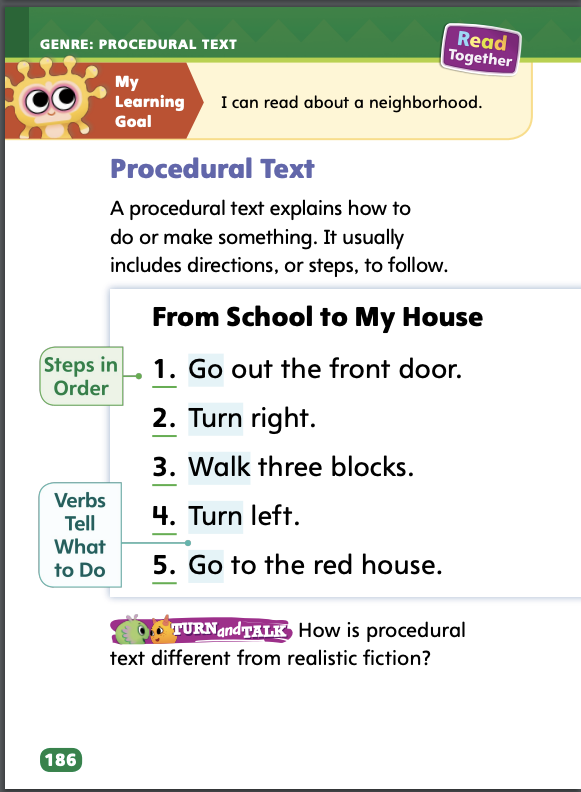 GENRE: PROCEDURAL TEXT
Read
Together
My
Learning
Goal
I can read about a neighborhood.
Procedural Text
A procedural text explains how to
do or make something. It usually
includes directions, or steps, to follow.
From School to My House
Steps in
Order
1. Go out the front door.
2. Turn right.
3. Walk three blocks.
Verbs
Tell
What
to Do
4. Turn left.
5. Go to the red house.
TURN and TALK How is procedural
text different from realistic fiction?
186